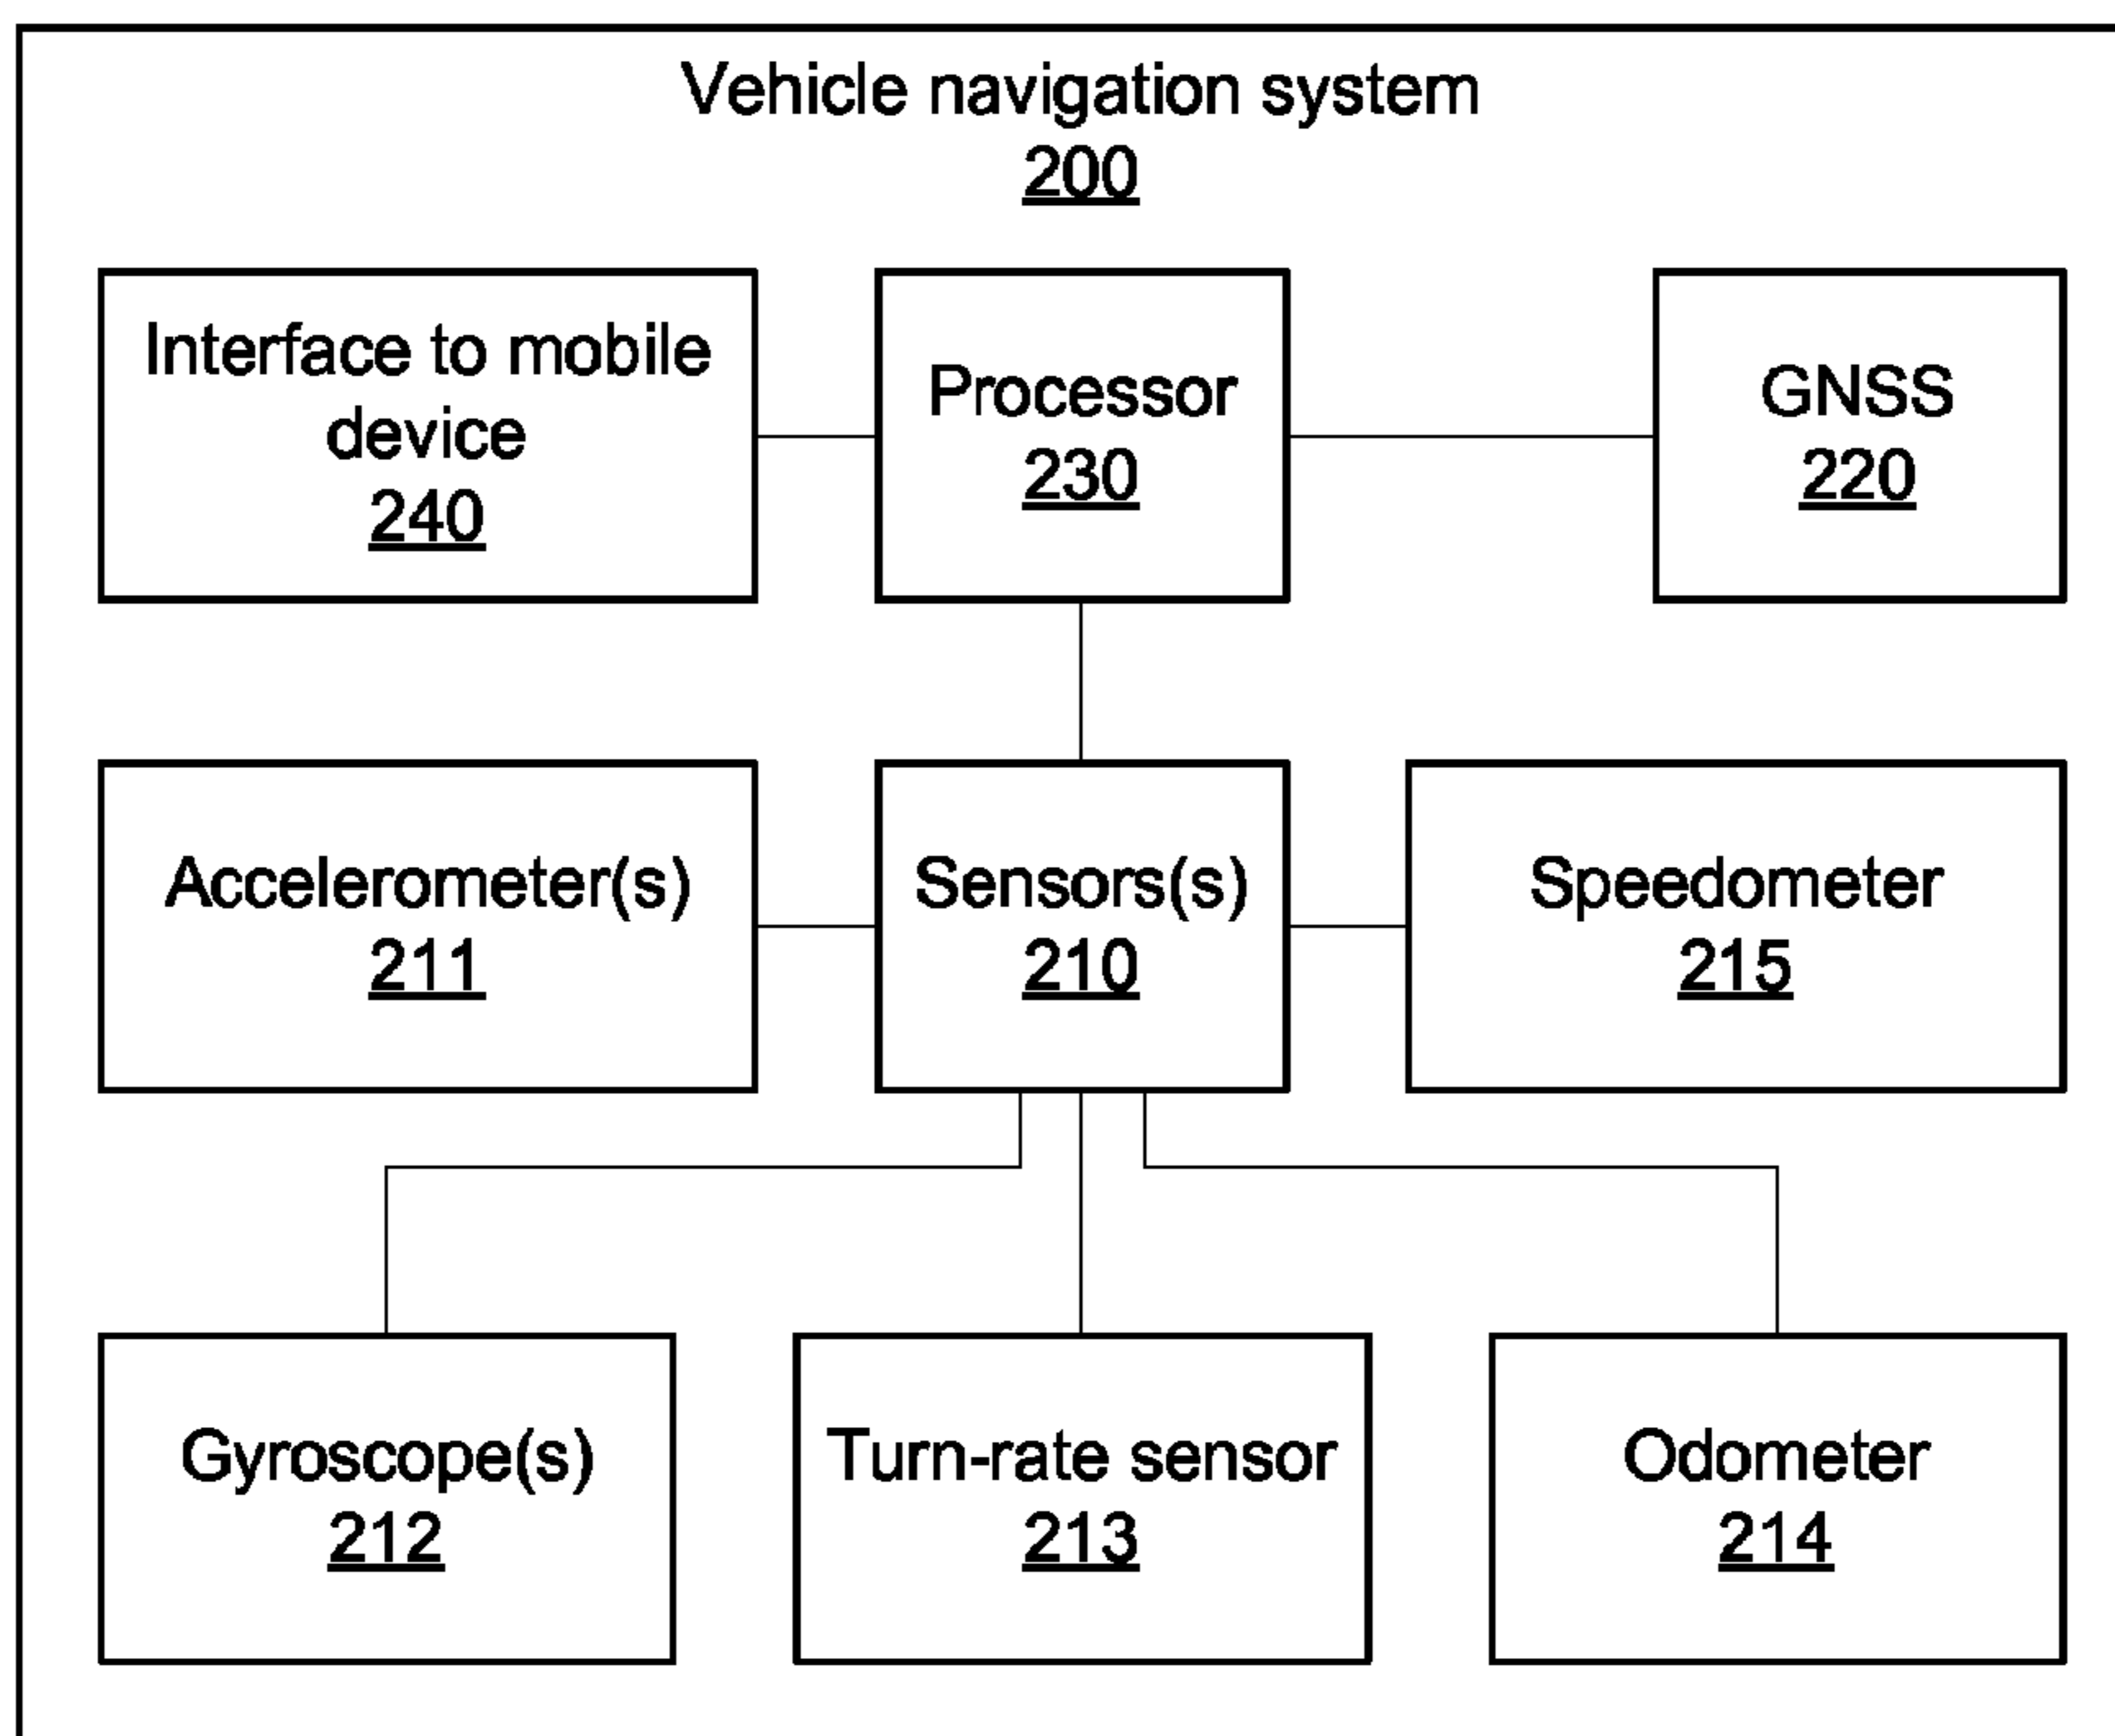 Vehicle navigation system
200
Interface to mobile
device
240
Processor
230
GNSS
220
Accelerometer(s)
211
Sensors(s)
210
Speedometer
215
Gyroscope(s)
212
Turn-rate sensor
213
Odometer
214